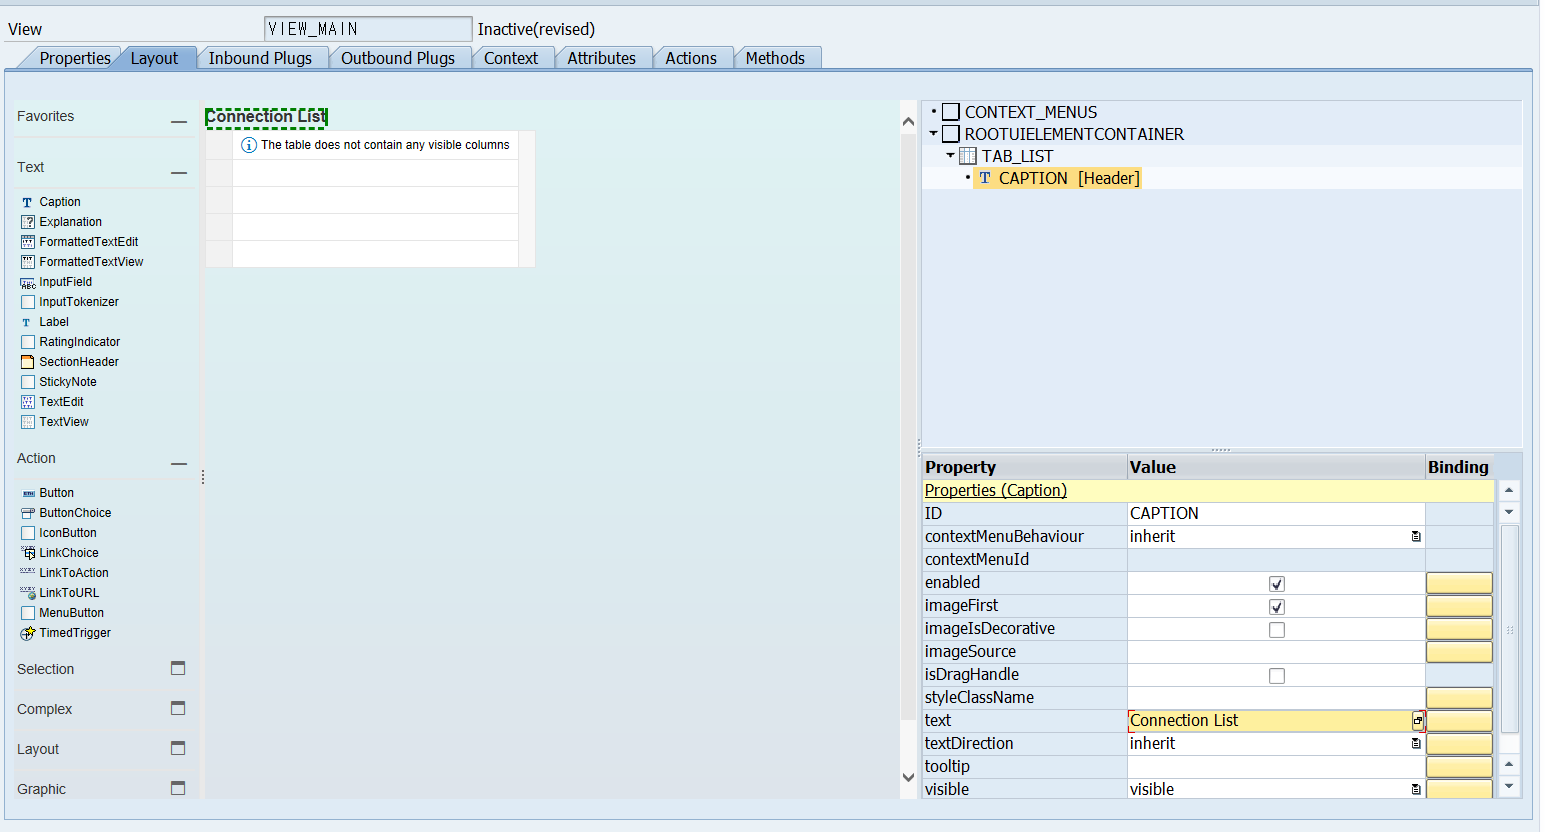 View VIEW_MAIN Inactive(revised)
Properties Layout Inbound Plugs Outbound Plugs Context Attributes Actions Methods
Favorites
Text
Caption
Explanation
FormattedTextEdit
FormattedTextView
InputField
InputTokenizer
Label
RatingIndicator
SectionHeader
StickyNote
TextEdit
TextView
Action
Button
ButtonChoice
IconButton
LinkChoice
LinkToAction
LinkToURL
MenuButton
TimedTrigger
Selection
Complex
Layout
Graphic
Connection List
The table does not contain any visible columns
CONTEXT_MENUS
ROOTUIELEMENTCONTAINER
TAB_LIST
CAPTION [Header]
Property Value Binding
Properties (Caption)
ID CAPTION
contextMenuBehaviour inherit
contextMenuId
enabled
imageFirst
imageIsDecorative
imageSource
isDragHandle
styleClassName
text Connection List
textDirection inherit
tooltip
visible visible